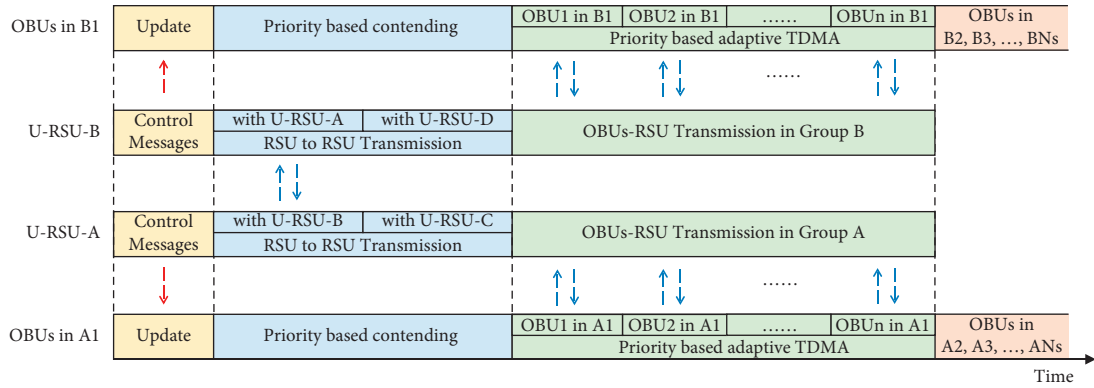 OBUs in B1
Update
Priority based contending
OBU1 in B1
OBU2 in B1
......
OBUn in B1
Priority based adaptive TDMA
OBUs in
B2, B3, ..., BNs
......
U-RSU-B
Control
Messages
with U-RSU-A
with U-RSU-D
RSU to RSU Transmission
OBUs-RSU Transmission in Group B
U-RSU-A
Control
Messages
with U-RSU-B
with U-RSU-C
RSU to RSU Transmission
OBUs-RSU Transmission in Group A
......
OBUs in A1
Update
Priority based contending
OBU1 in A1
OBU2 in A1
......
OBUn in A1
Priority based adaptive TDMA
OBUs in
A2, A3, ..., ANs
Time